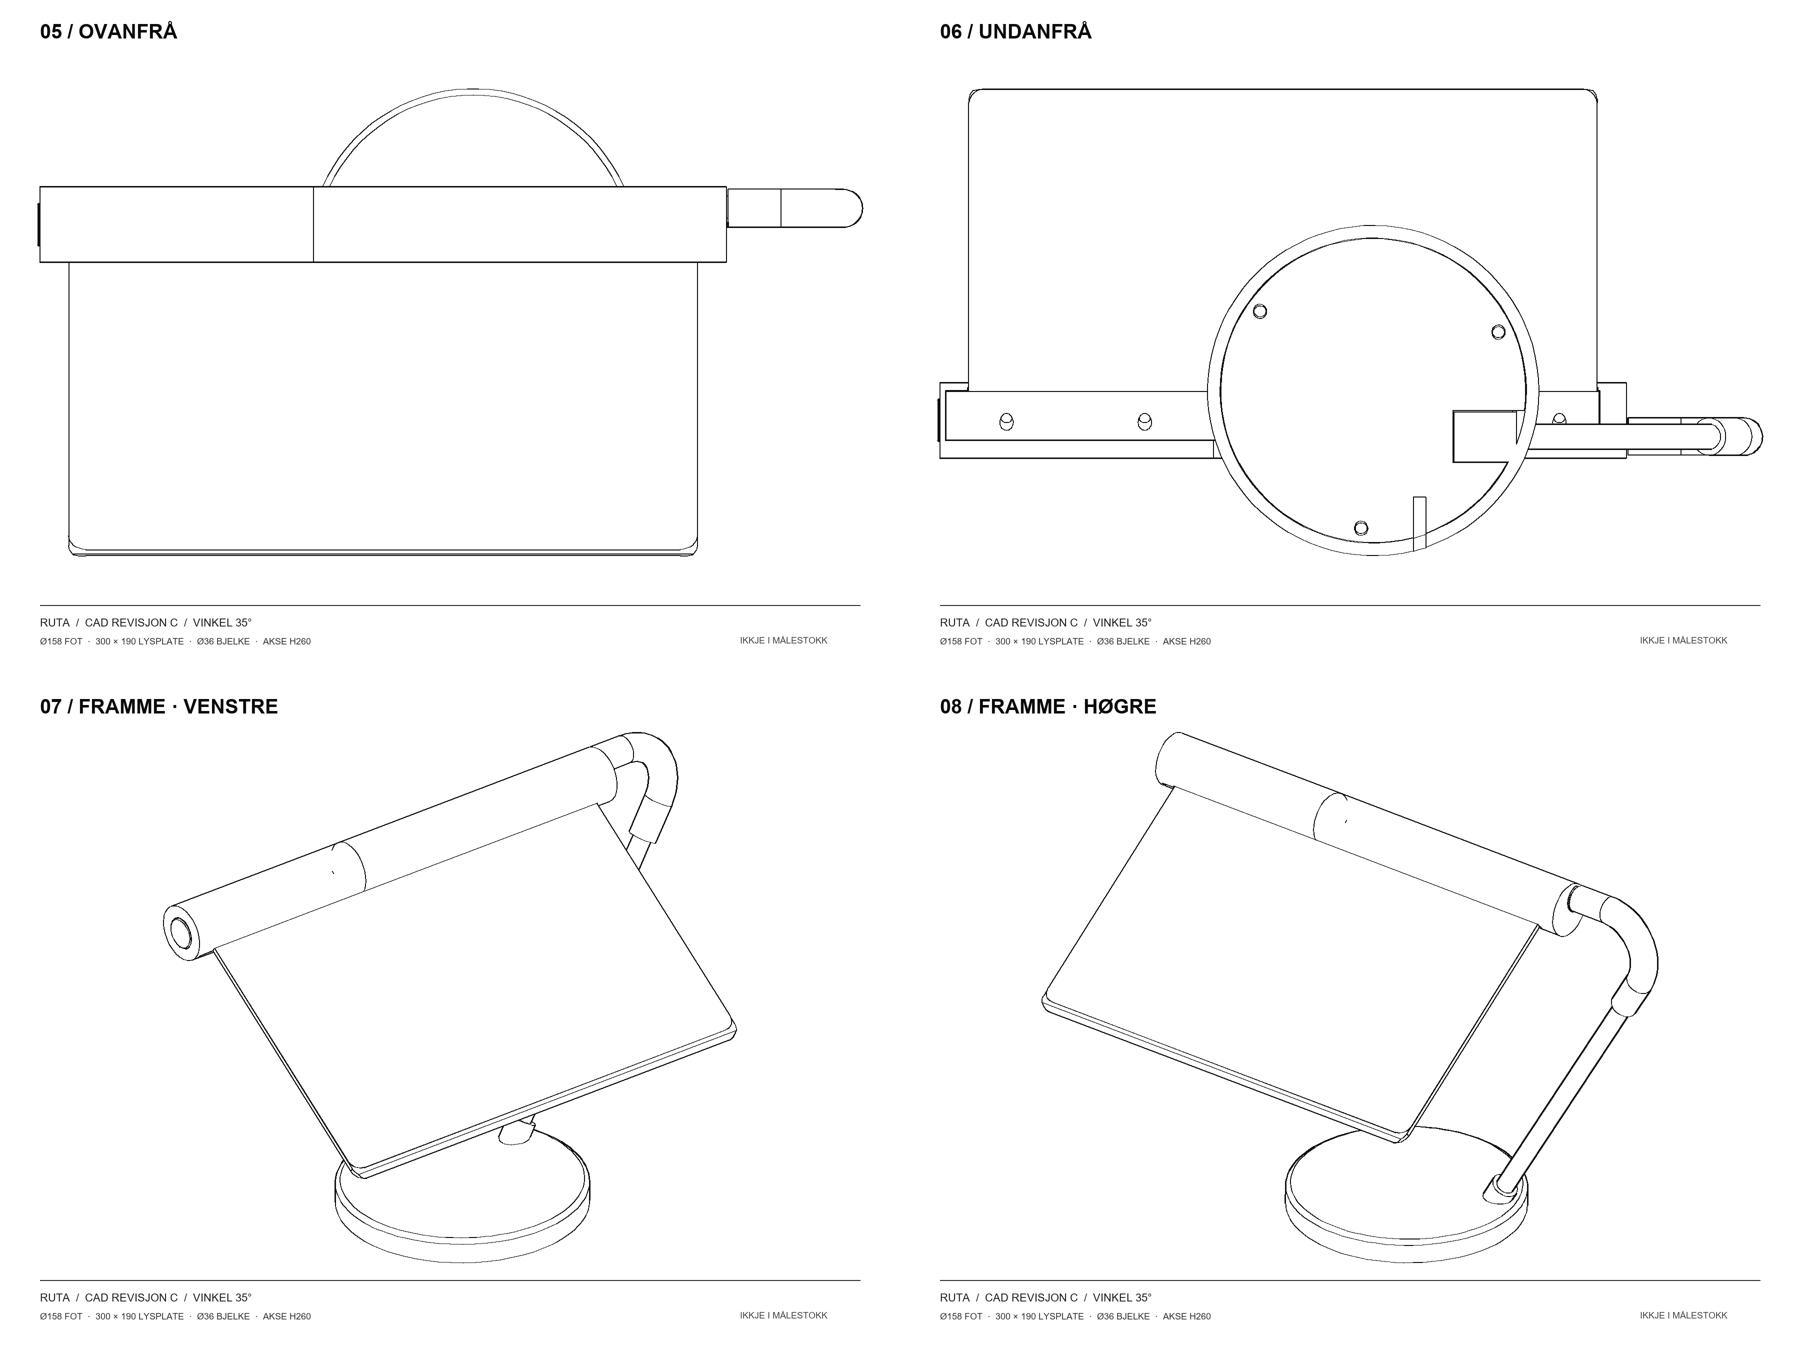 05 / OVANFRÅ
RUTA / CAD REVISJON C / VINKEL 35°
Ø158 FOT · 300 × 190 LYSPLATE · Ø36 BJELKE · AKSE H260
IKKJE I MÅLESTOKK
06 / UNDANFRÅ
RUTA / CAD REVISJON C / VINKEL 35°
Ø158 FOT · 300 × 190 LYSPLATE · Ø36 BJELKE · AKSE H260
IKKJE I MÅLESTOKK
07 / FRAMME · VENSTRE
RUTA / CAD REVISJON C / VINKEL 35°
Ø158 FOT · 300 × 190 LYSPLATE · Ø36 BJELKE · AKSE H260
IKKJE I MÅLESTOKK
08 / FRAMME · HØGRE
RUTA / CAD REVISJON C / VINKEL 35°
Ø158 FOT · 300 × 190 LYSPLATE · Ø36 BJELKE · AKSE H260
IKKJE I MÅLESTOKK